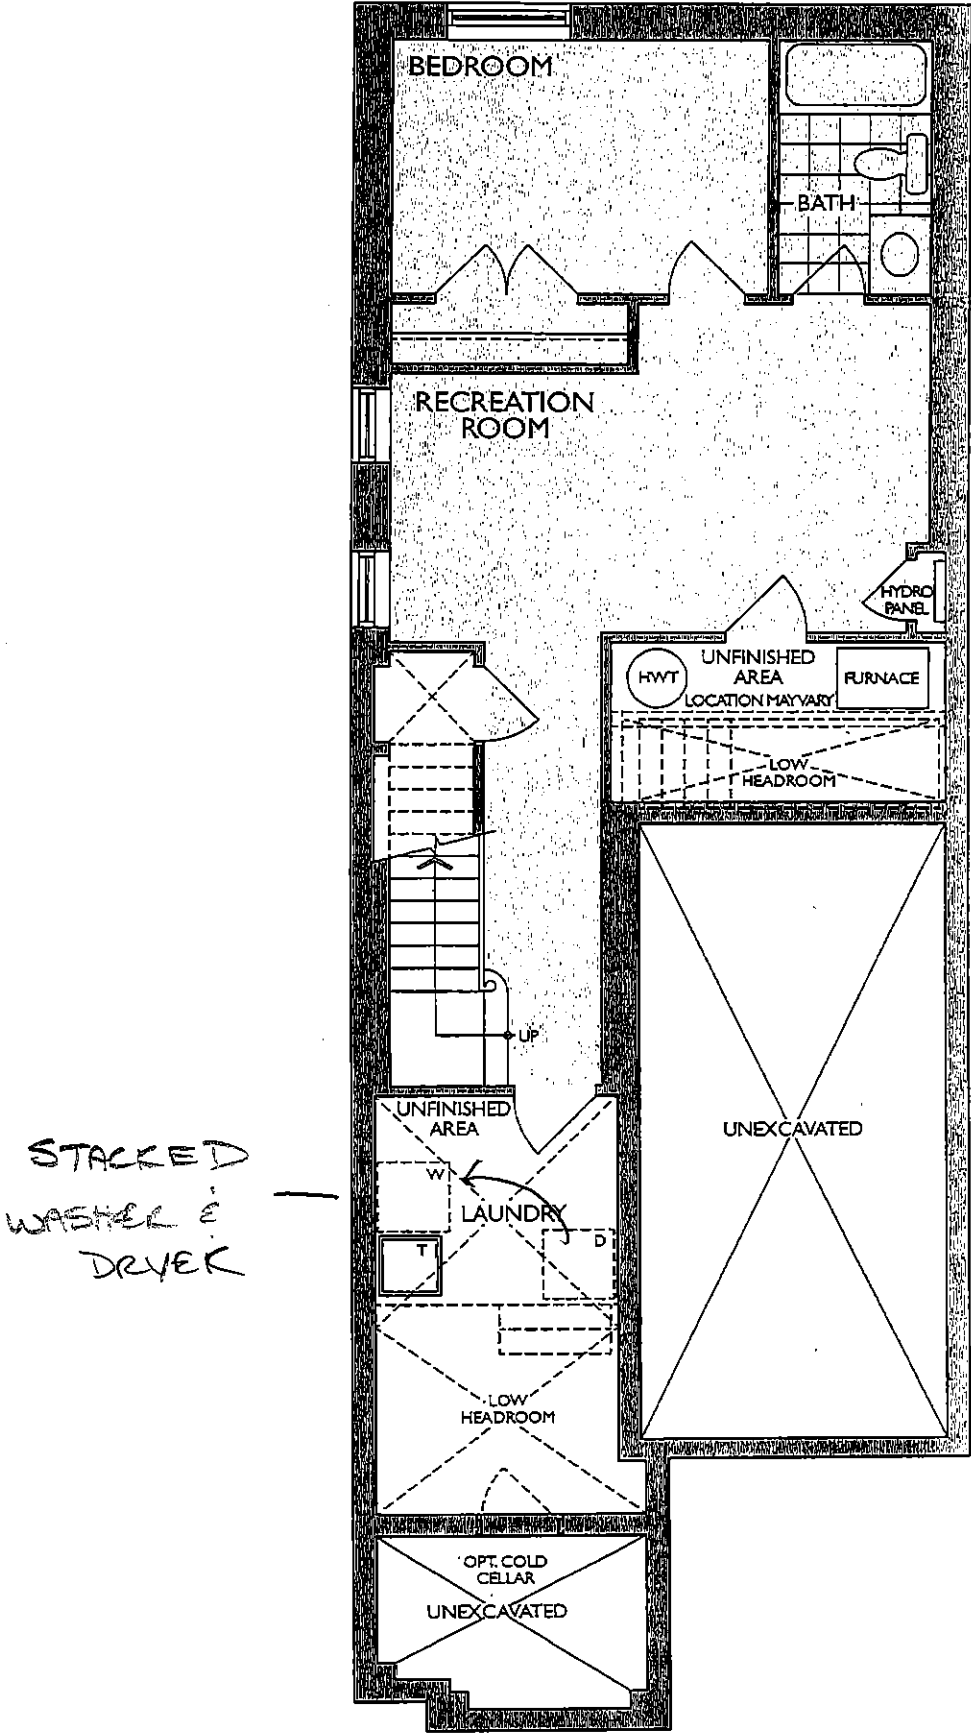 BEDROOM
BATH
RECREATION
ROOM
HYDRO
PANEL
HWT
UNFINISHED
AREA
LOCATION MAY VARY
FURNACE
LOW
HEADROOM
UP
UNFINISHED
AREA
UNEXCAVATED
STACKED
WASHER &
DRYER
W
LAUNDRY
T
D
LOW
HEADROOM
OPT. COLD
CELLAR
UNEXCAVATED